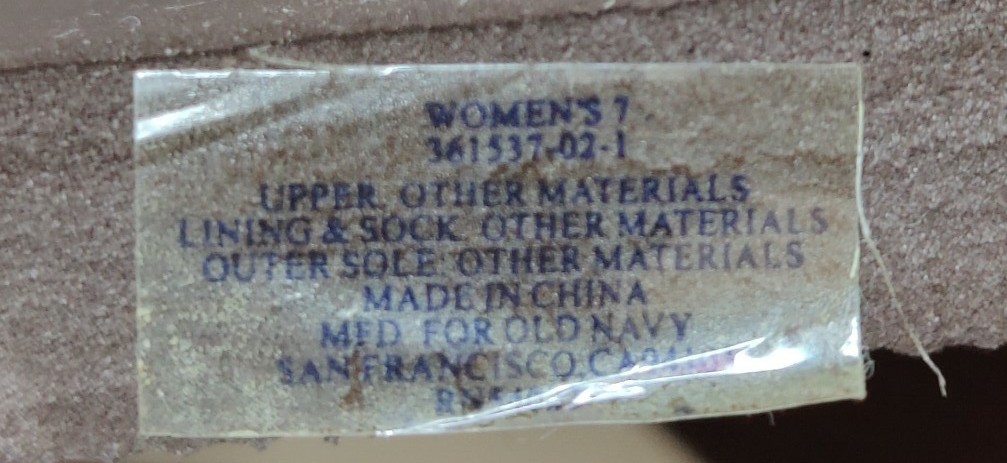 WOMEN'S 7
361537-02-1
UPPER: OTHER MATERIALS
LINING & SOCK: OTHER MATERIALS
OUTER SOLE: OTHER MATERIALS
MADE IN CHINA
MFD. FOR OLD NAVY
SAN FRANCISCO, CA